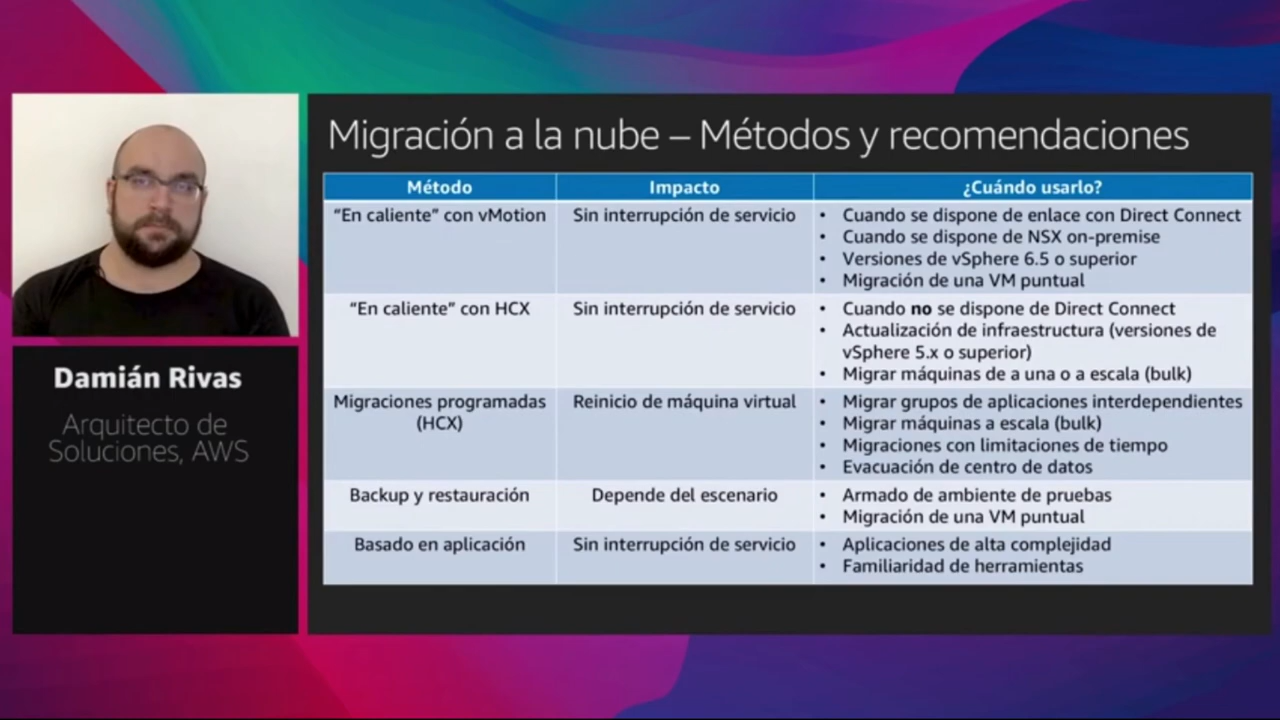 Migración a la nube – Métodos y recomendaciones
Método Impacto ¿Cuándo usarlo?
“En caliente” con vMotion Sin interrupción de servicio • Cuando se dispone de enlace con Direct Connect
• Cuando se dispone de NSX on-premise
• Versiones de vSphere 6.5 o superior
• Migración de una VM puntual
“En caliente” con HCX Sin interrupción de servicio • Cuando no se dispone de Direct Connect
• Actualización de infraestructura (versiones de
vSphere 5.x o superior)
• Migrar máquinas de a una o a escala (bulk)
Migraciones programadas Reinicio de máquina virtual • Migrar grupos de aplicaciones interdependientes
(HCX) • Migrar máquinas a escala (bulk)
• Migraciones con limitaciones de tiempo
• Evacuación de centro de datos
Backup y restauración Depende del escenario • Armado de ambiente de pruebas
• Migración de una VM puntual
Basado en aplicación Sin interrupción de servicio • Aplicaciones de alta complejidad
• Familiaridad de herramientas
Damián Rivas
Arquitecto de
Soluciones, AWS